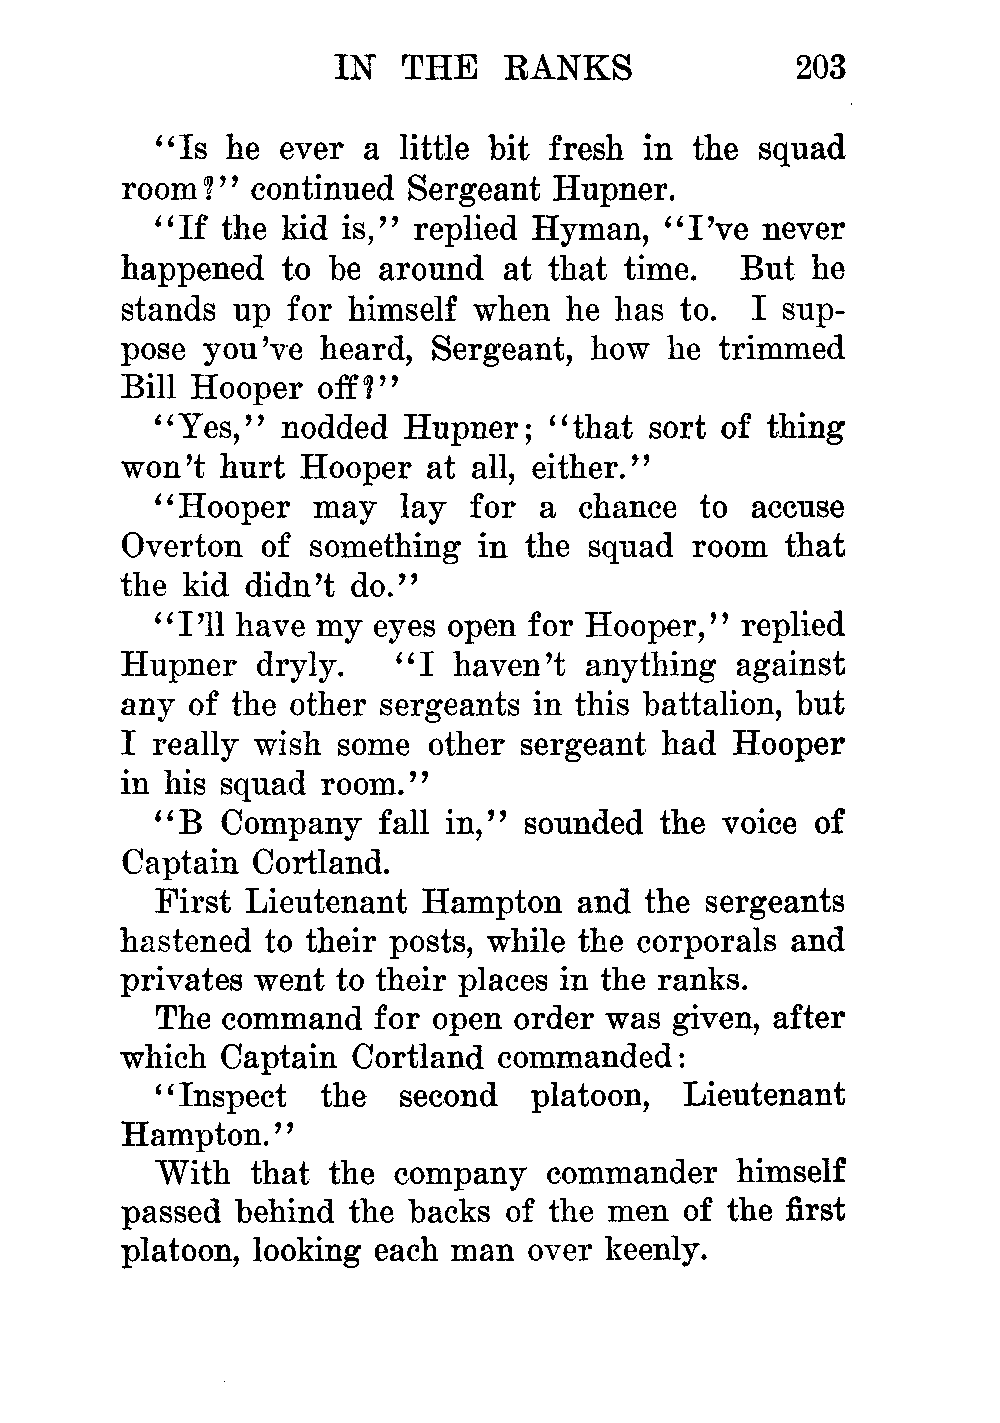 IN THE RANKS 203
“Is he ever a little bit fresh in the squad
room?” continued Sergeant Hupner.
“If the kid is,” replied Hyman, “I’ve never
happened to be around at that time. But he
stands up for himself when he has to. I sup-
pose you’ve heard, Sergeant, how he trimmed
Bill Hooper off?”
“Yes,” nodded Hupner; “that sort of thing
won’t hurt Hooper at all, either.”
“Hooper may lay for a chance to accuse
Overton of something in the squad room that
the kid didn’t do.”
“I’ll have my eyes open for Hooper,” replied
Hupner dryly. “I haven’t anything against
any of the other sergeants in this battalion, but
I really wish some other sergeant had Hooper
in his squad room.”
“B Company fall in,” sounded the voice of
Captain Cortland.
First Lieutenant Hampton and the sergeants
hastened to their posts, while the corporals and
privates went to their places in the ranks.
The command for open order was given, after
which Captain Cortland commanded:
“Inspect the second platoon, Lieutenant
Hampton.”
With that the company commander himself
passed behind the backs of the men of the first
platoon, looking each man over keenly.